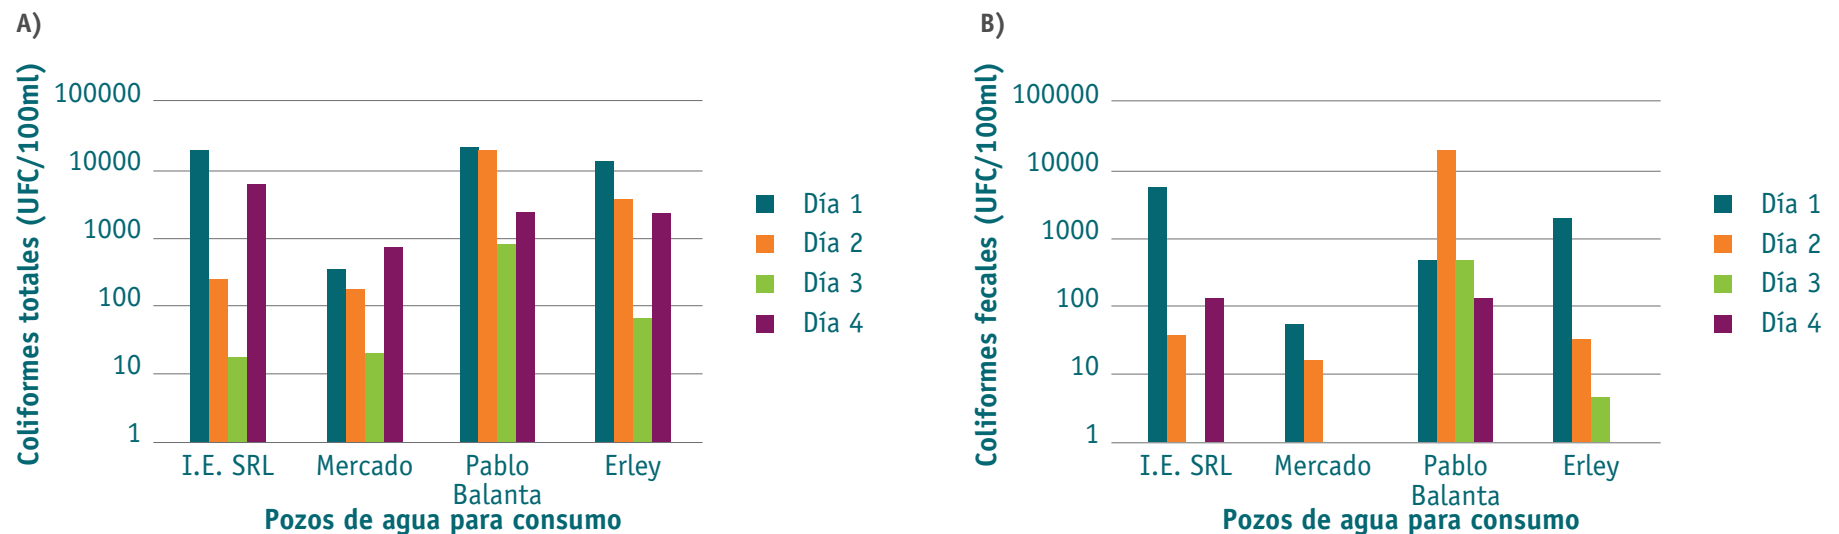 A)
Coliformes totales (UFC/100ml)
100000
10000
1000
100
10
1
I.E. SRL
Mercado
Pablo
Balanta
Erley
Pozos de agua para consumo
Día 1
Día 2
Día 3
Día 4
B)
Coliformes fecales (UFC/100ml)
100000
10000
1000
100
10
1
I.E. SRL
Mercado
Pablo
Balanta
Erley
Pozos de agua para consumo
Día 1
Día 2
Día 3
Día 4